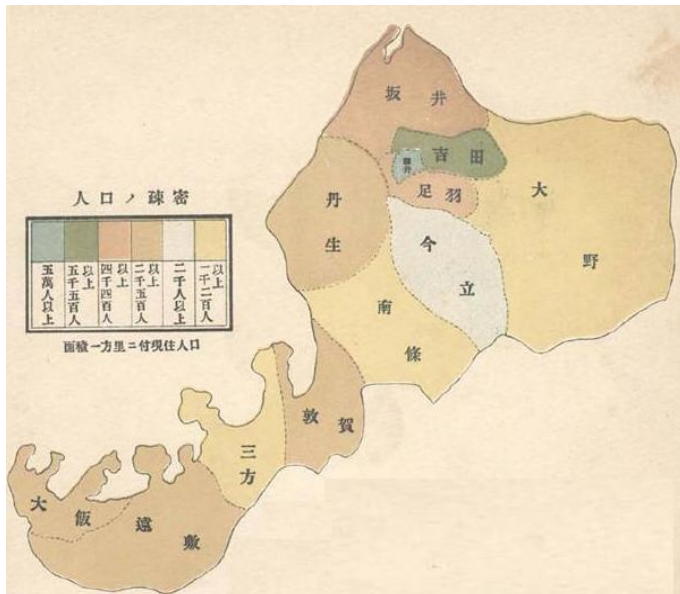 坂井
吉田
福井
足羽
大野
丹生
今立
南條
敦賀
三方
大飯
遠敷
人口ノ疎密
五萬人以上
五千五百人以上
四千四百人以上
二千五百人以上
二千人以上
一千二百人以上
面積一方里ニ付現住人口